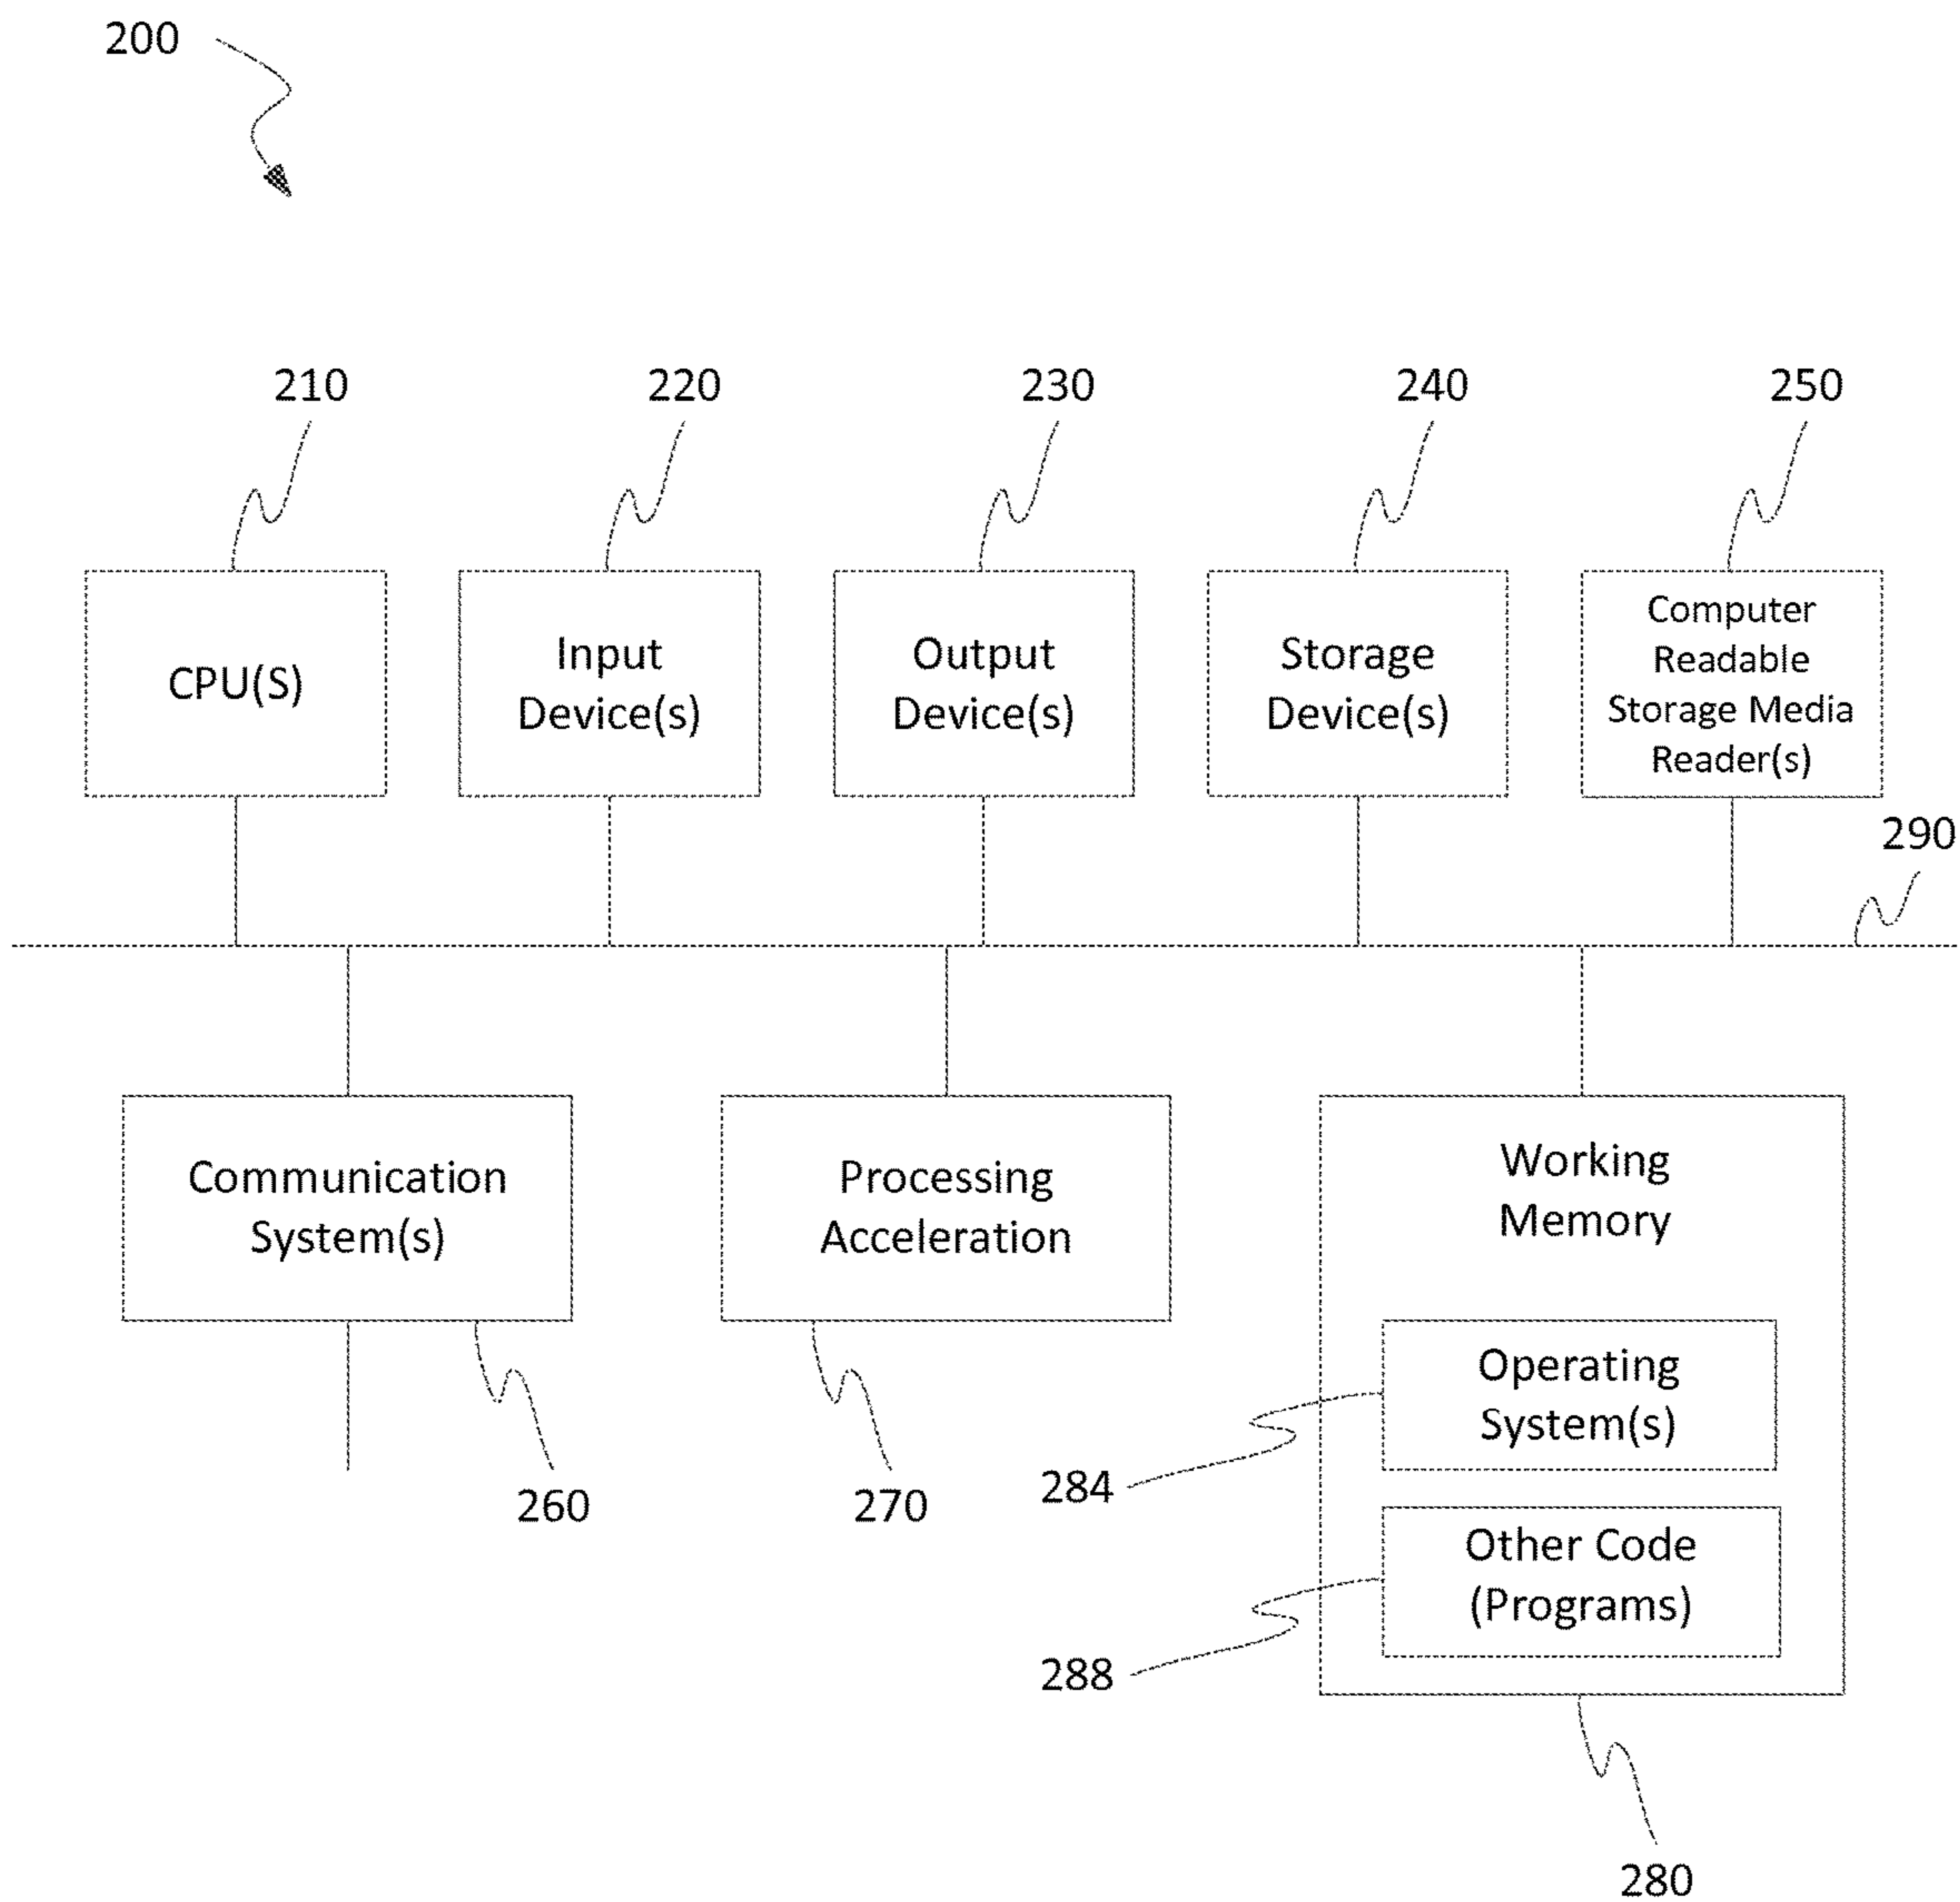 200
210
220
230
240
250
CPU(S)
Input
Device(s)
Output
Device(s)
Storage
Device(s)
Computer
Readable
Storage Media
Reader(s)
290
Communication
System(s)
Processing
Acceleration
Working
Memory
Operating
System(s)
284
260
270
Other Code
(Programs)
288
280